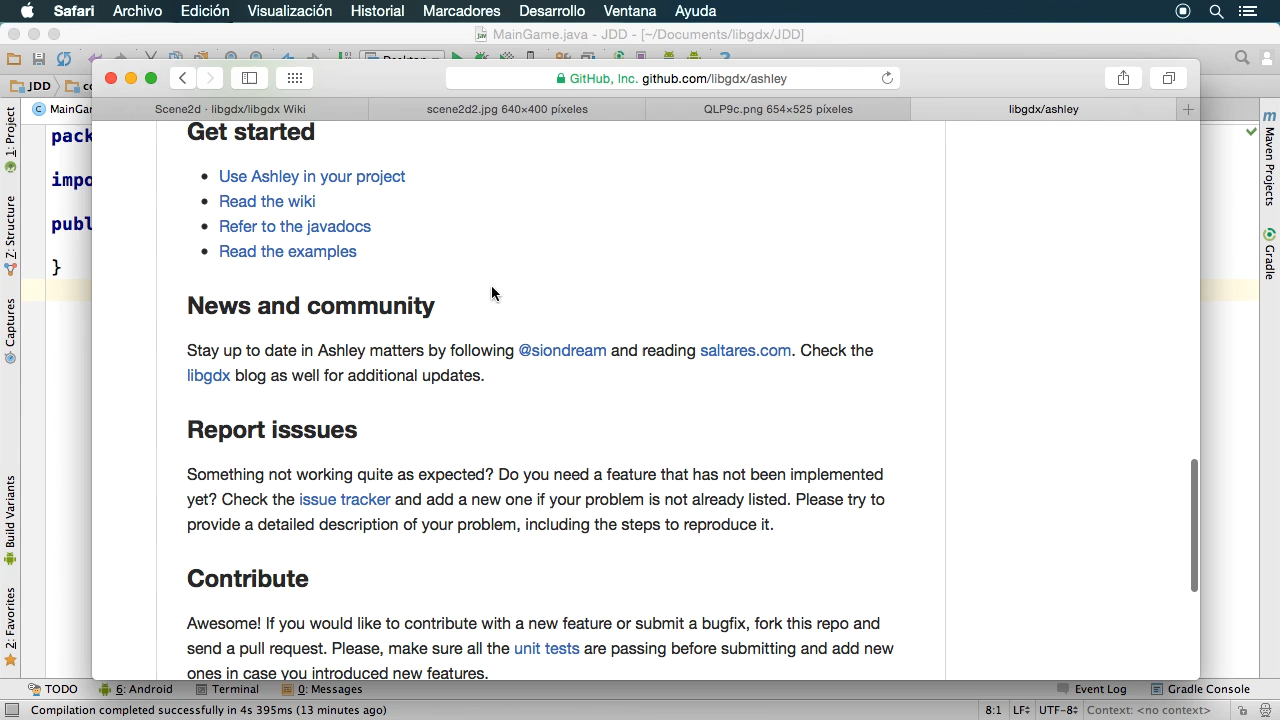 Safari Archivo Edición Visualización Historial Marcadores Desarrollo Ventana Ayuda
MainGame.java - JDD - [~/Documents/libgdx/JDD]
JDD
GitHub, Inc. github.com/libgdx/ashley
MainGa
Scene2d · libgdx/libgdx Wiki scene2d2.jpg 640×400 píxeles QLP9c.png 654×525 píxeles libgdx/ashley
pack
impo
publ
}
1: Project
Z: Structure
Captures
Build Variants
2: Favorites
Get started
Use Ashley in your project
Read the wiki
Refer to the javadocs
Read the examples
News and community
Stay up to date in Ashley matters by following @siondream and reading saltares.com. Check the
libgdx blog as well for additional updates.
Report isssues
Something not working quite as expected? Do you need a feature that has not been implemented
yet? Check the issue tracker and add a new one if your problem is not already listed. Please try to
provide a detailed description of your problem, including the steps to reproduce it.
Contribute
Awesome! If you would like to contribute with a new feature or submit a bugfix, fork this repo and
send a pull request. Please, make sure all the unit tests are passing before submitting and add new
ones in case you introduced new features.
Maven Projects
Gradle
TODO 6: Android Terminal 0: Messages Event Log Gradle Console
Compilation completed successfully in 4s 395ms (13 minutes ago) 8:1 LF UTF-8 Context: <no context>